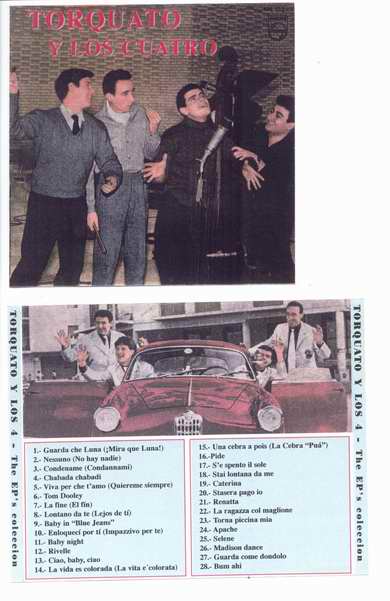 TORQUATO
Y LOS CUATRO
TORQUATO Y LOS 4 - The EP's coleccion
1.- Guarda che Luna (¡Mira que Luna!)
2.- Nessuno (No hay nadie)
3.- Condename (Condannami)
4.- Chabada chabadi
5.- Viva per che t'amo (Quiereme siempre)
6.- Tom Dooley
7.- La fine (El fin)
8.- Lontano da te (Lejos de tí)
9.- Baby in "Blue Jeans"
10.- Enloquecí por tí (Impazzivo per te)
11.- Baby night
12.- Rivelle
13.- Ciao, baby, ciao
14.- La vida es colorada (La vita e'colorata)
15.- Una cebra a pois (La Cebra "Puá")
16.-Pide
17.- S'e spento il sole
18.- Stai lontana da me
19.- Caterina
20.- Stasera pago io
21.- Renatta
22.- La ragazza col maglione
23.- Torna piccina mia
24.- Apache
25.- Selene
26.- Madison dance
27.- Guarda come dondolo
28.- Bum ahi
TORQUATO Y LOS 4 - The EP's coleccion